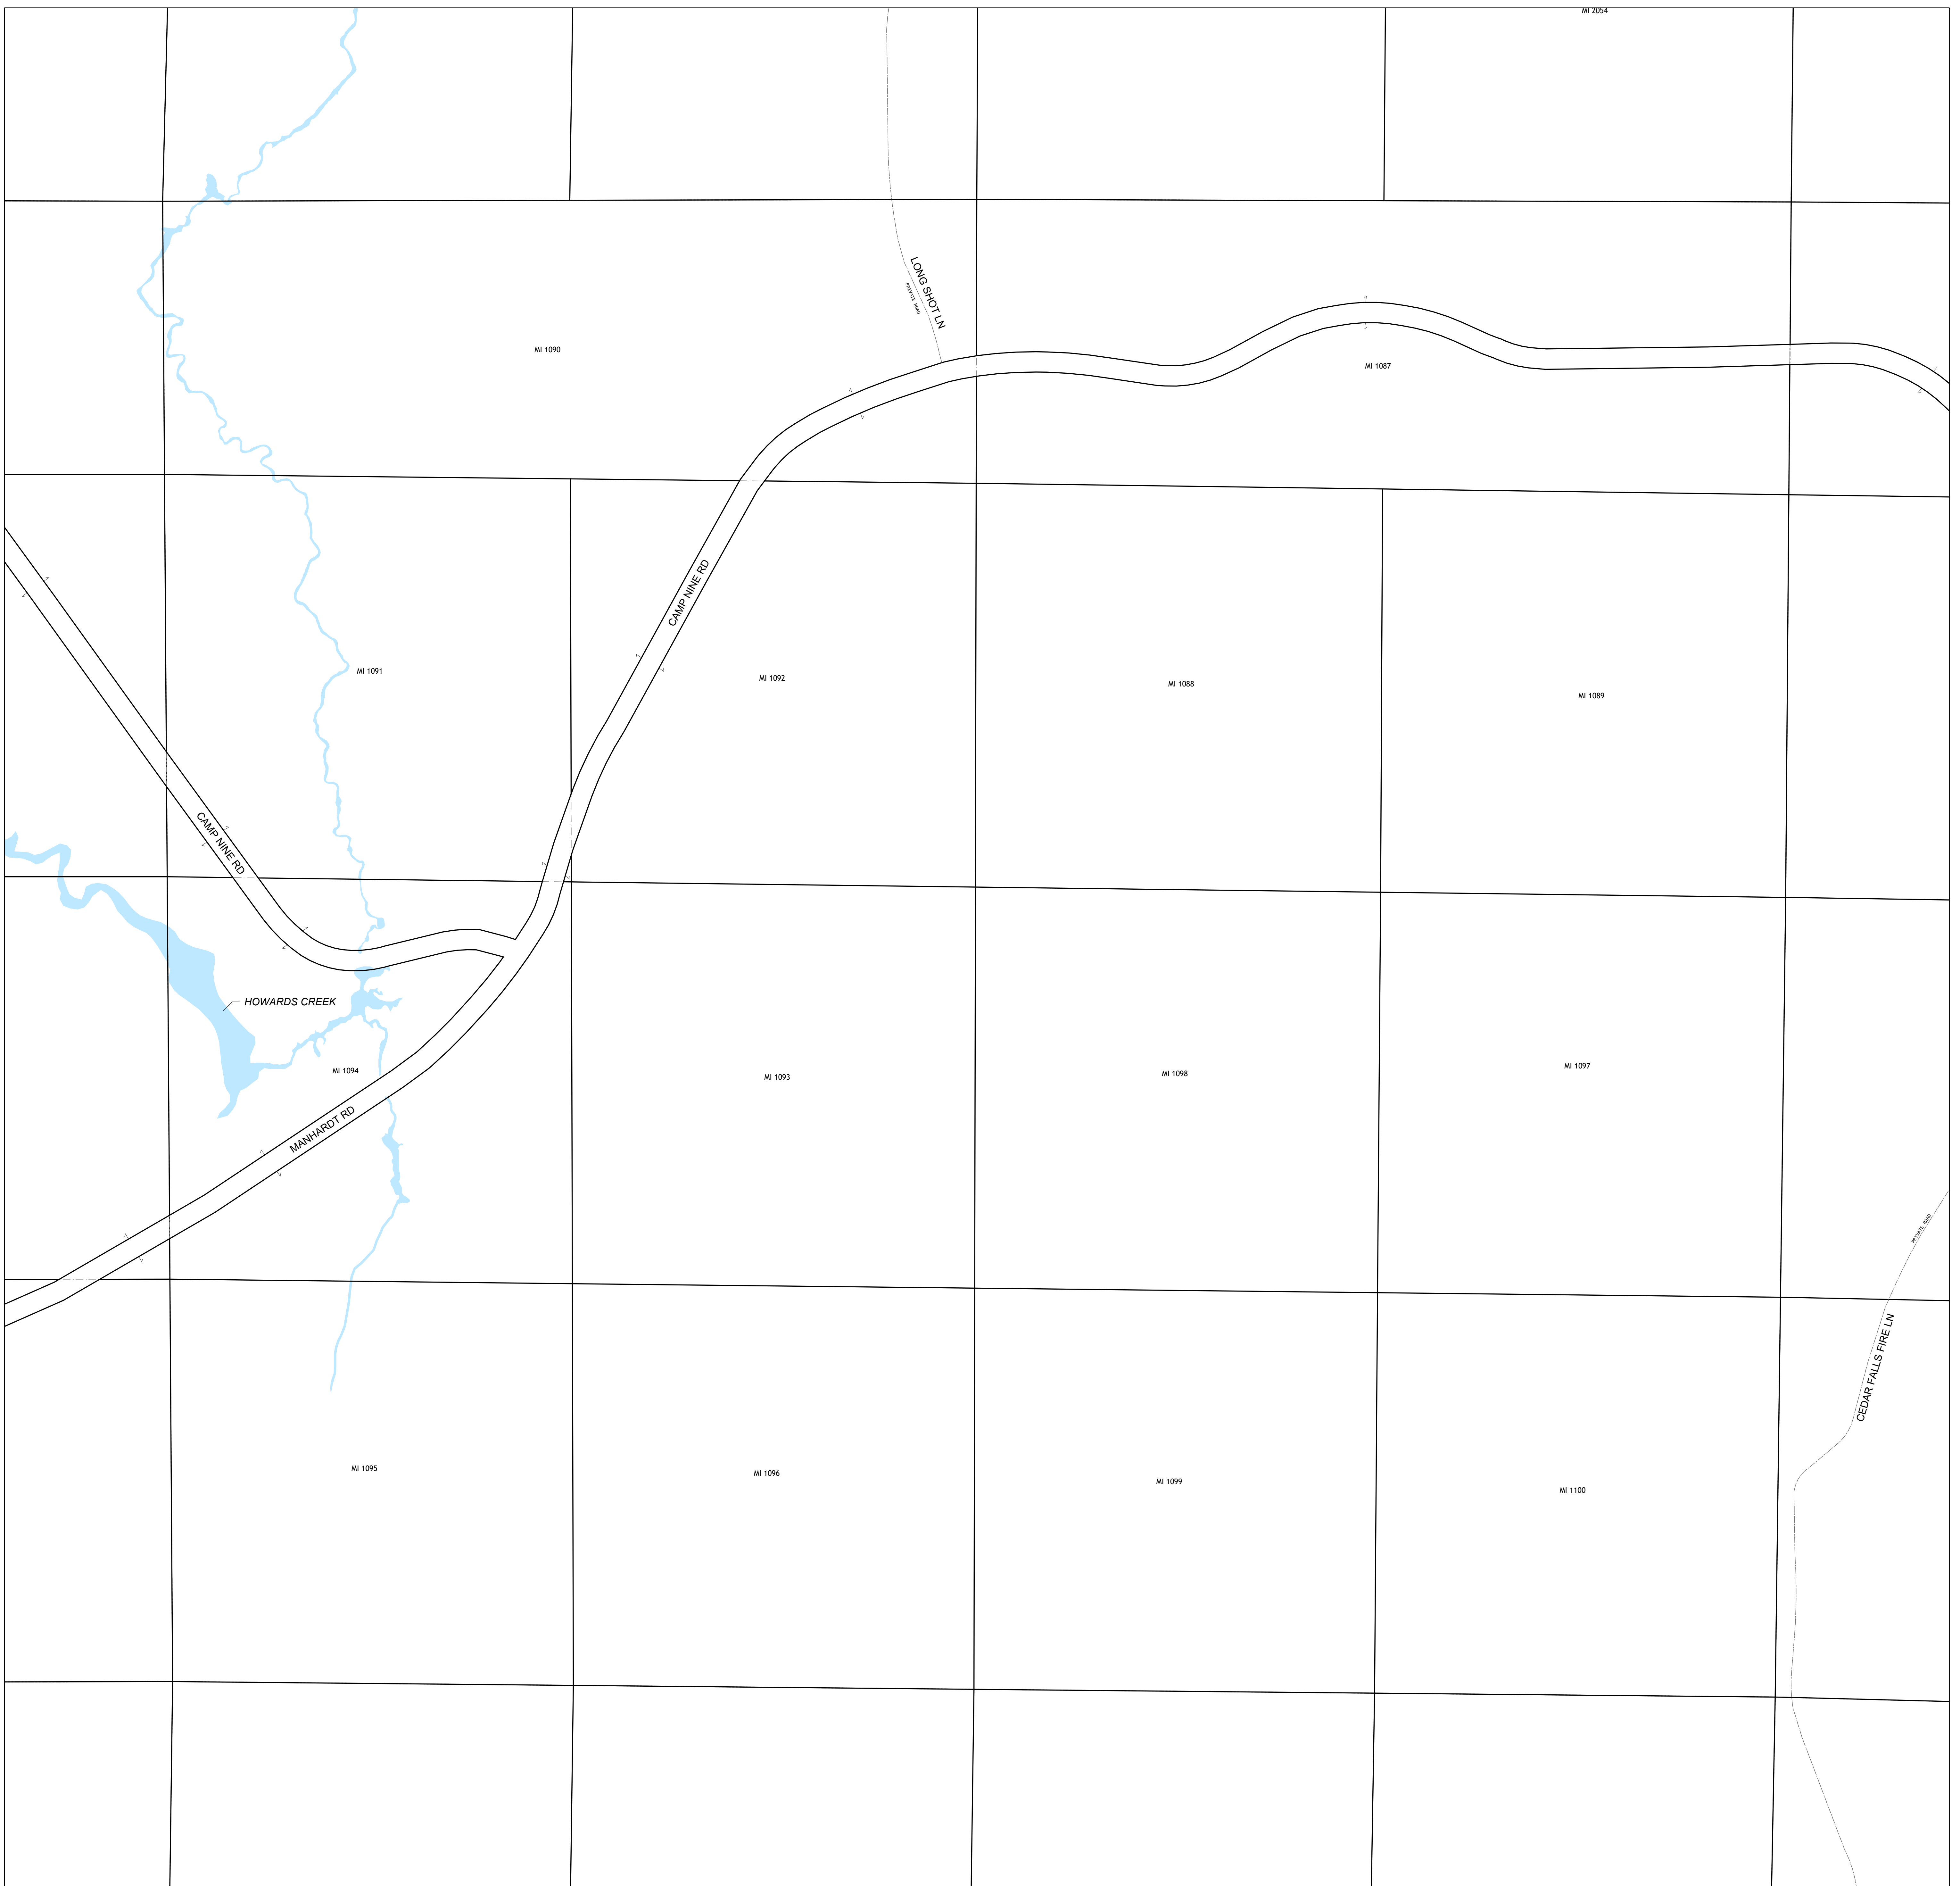 MI 2054
LONG SHOT LN
PRIVATE ROAD
MI 1090
MI 1087
CAMP NINE RD
MI 1091
MI 1092
MI 1088
MI 1089
CAMP NINE RD
HOWARDS CREEK
MI 1094
MI 1093
MI 1098
MI 1097
MANHARDT RD
PRIVATE ROAD
CEDAR FALLS FIRE LN
MI 1095
MI 1096
MI 1099
MI 1100